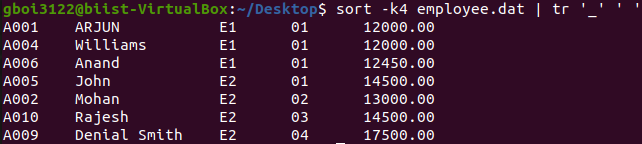 gboi3122@biist-VirtualBox:~/Desktop$ sort -k4 employee.dat | tr '_' ' '
A001 ARJUN E1 01 12000.00
A004 Williams E1 01 12000.00
A006 Anand E1 01 12450.00
A005 John E2 01 14500.00
A002 Mohan E2 02 13000.00
A010 Rajesh E2 03 14500.00
A009 Denial Smith E2 04 17500.00